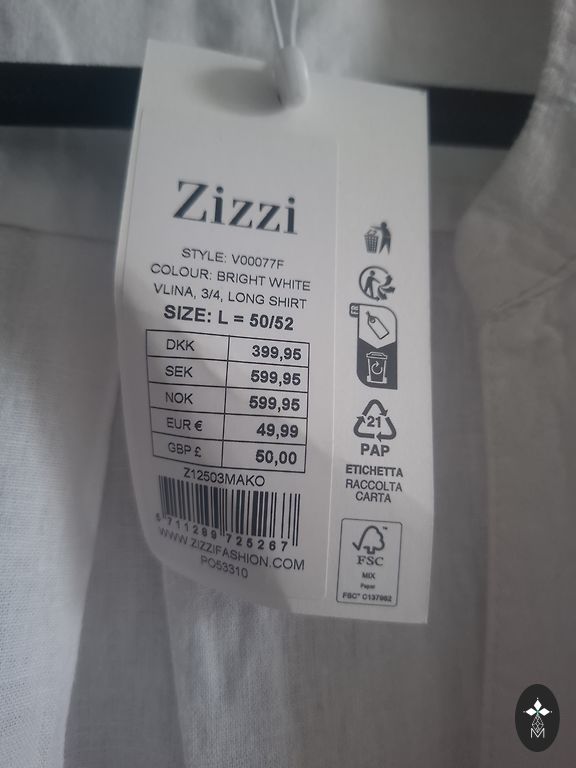 Zizzi
STYLE: V00077F
COLOUR: BRIGHT WHITE
VLINA, 3/4, LONG SHIRT
SIZE: L = 50/52
DKK 399,95
SEK 599,95
NOK 599,95
EUR € 49,99
GBP £ 50,00
Z12503MAKO
5 711289 725267
WWW.ZIZZIFASHION.COM
PO53310
FR
21
PAP
ETICHETTA
RACCOLTA
CARTA
FSC
MIX
Paper
FSC® C137962
M